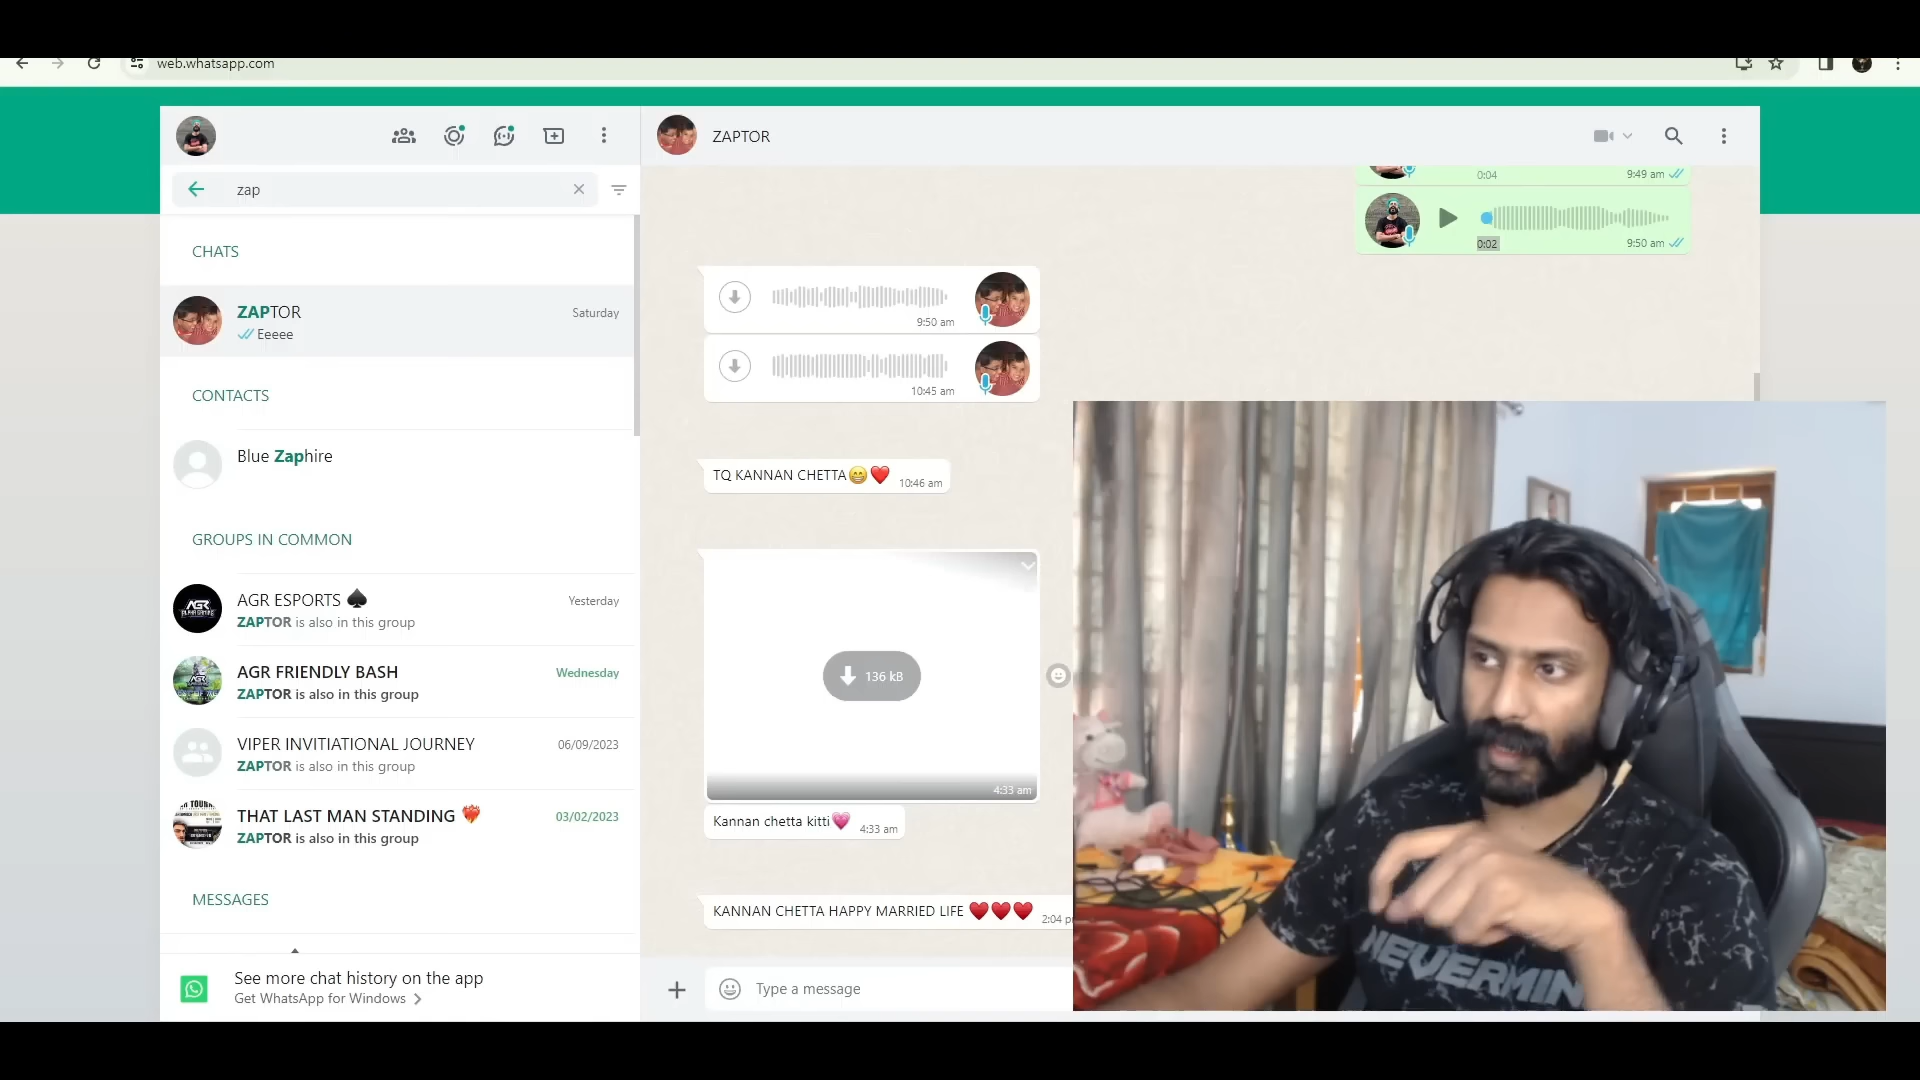 web.whatsapp.com
zap
CHATS
ZAPTOR
Saturday
Eeeee
CONTACTS
Blue Zaphire
GROUPS IN COMMON
AGR ESPORTS ♠
Yesterday
ZAPTOR is also in this group
AGR FRIENDLY BASH
Wednesday
ZAPTOR is also in this group
VIPER INVITIATIONAL JOURNEY
06/09/2023
ZAPTOR is also in this group
THAT LAST MAN STANDING ❤️‍🔥
03/02/2023
ZAPTOR is also in this group
MESSAGES
See more chat history on the app
Get WhatsApp for Windows
ZAPTOR
0:04
9:49 am
0:02
9:50 am
9:50 am
10:45 am
TQ KANNAN CHETTA😁❤️
10:46 am
136 kB
4:33 am
Kannan chetta kitti💗
4:33 am
KANNAN CHETTA HAPPY MARRIED LIFE ❤️❤️❤️
2:04 p
Type a message
NEVERMIN
AGR